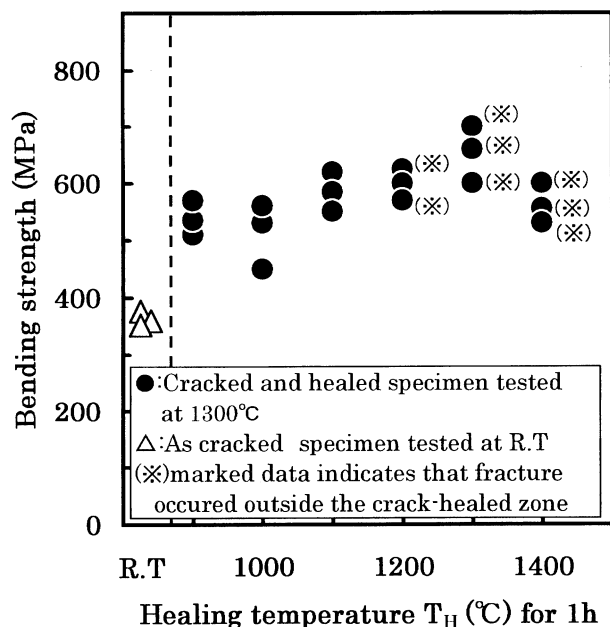 800
(※)
(※)
(※)
(※)
(※)
(※)
(※)
(※)
600
400
200
0
Bending strength (MPa)
●:Cracked and healed specimen tested
at 1300℃
△:As cracked specimen tested at R.T
(※)marked data indicates that fracture
occured outside the crack-healed zone
R.T 1000 1200 1400
Healing temperature TH (℃) for 1h